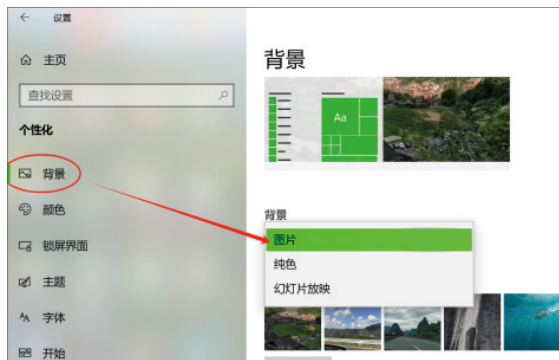 设置
主页
查找设置
个性化
背景
颜色
锁屏界面
主题
字体
开始
背景
Aa
背景
图片
纯色
幻灯片放映